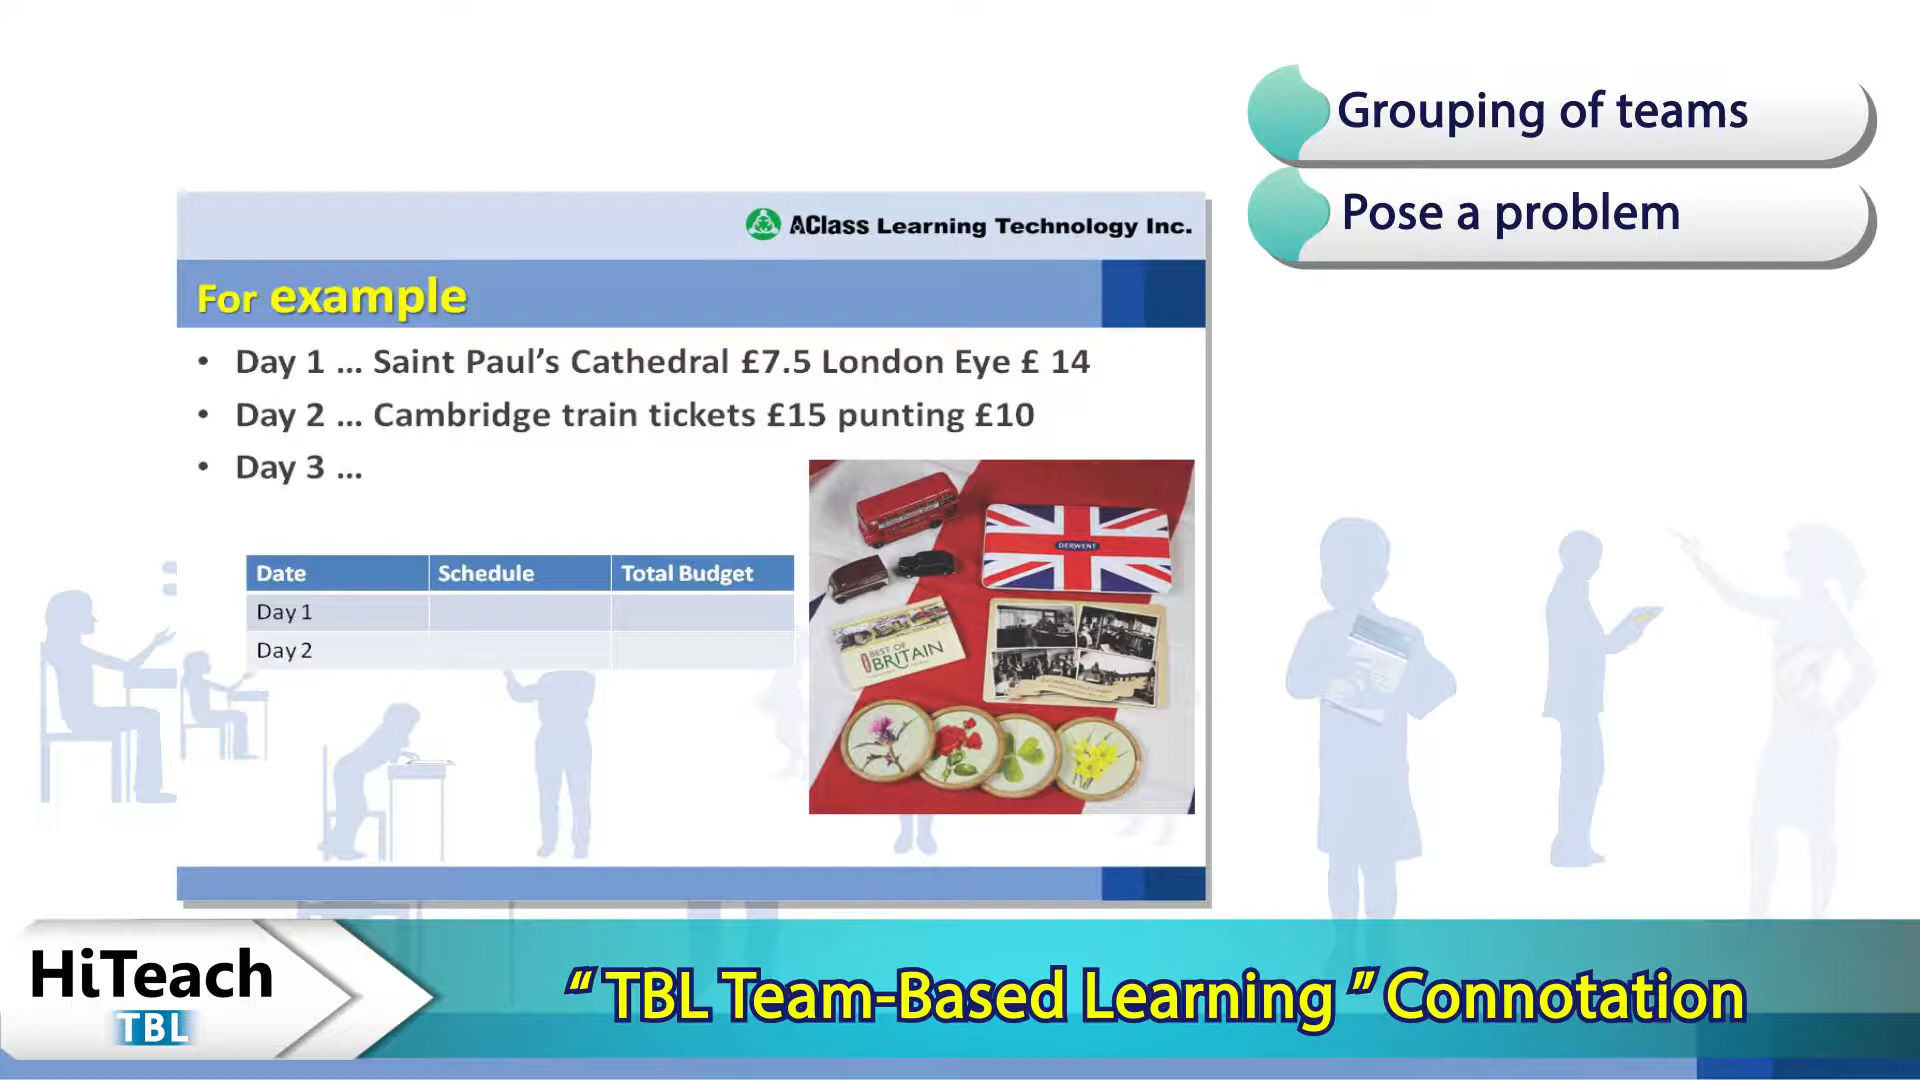 Grouping of teams
Pose a problem
AClass Learning Technology Inc.
For example
• Day 1 ... Saint Paul’s Cathedral £7.5 London Eye £ 14
• Day 2 ... Cambridge train tickets £15 punting £10
• Day 3 ...
Date Schedule Total Budget
Day 1
Day 2
DERWENT
BEST OF
BRITAIN
HiTeach
TBL
“ TBL Team-Based Learning ” Connotation